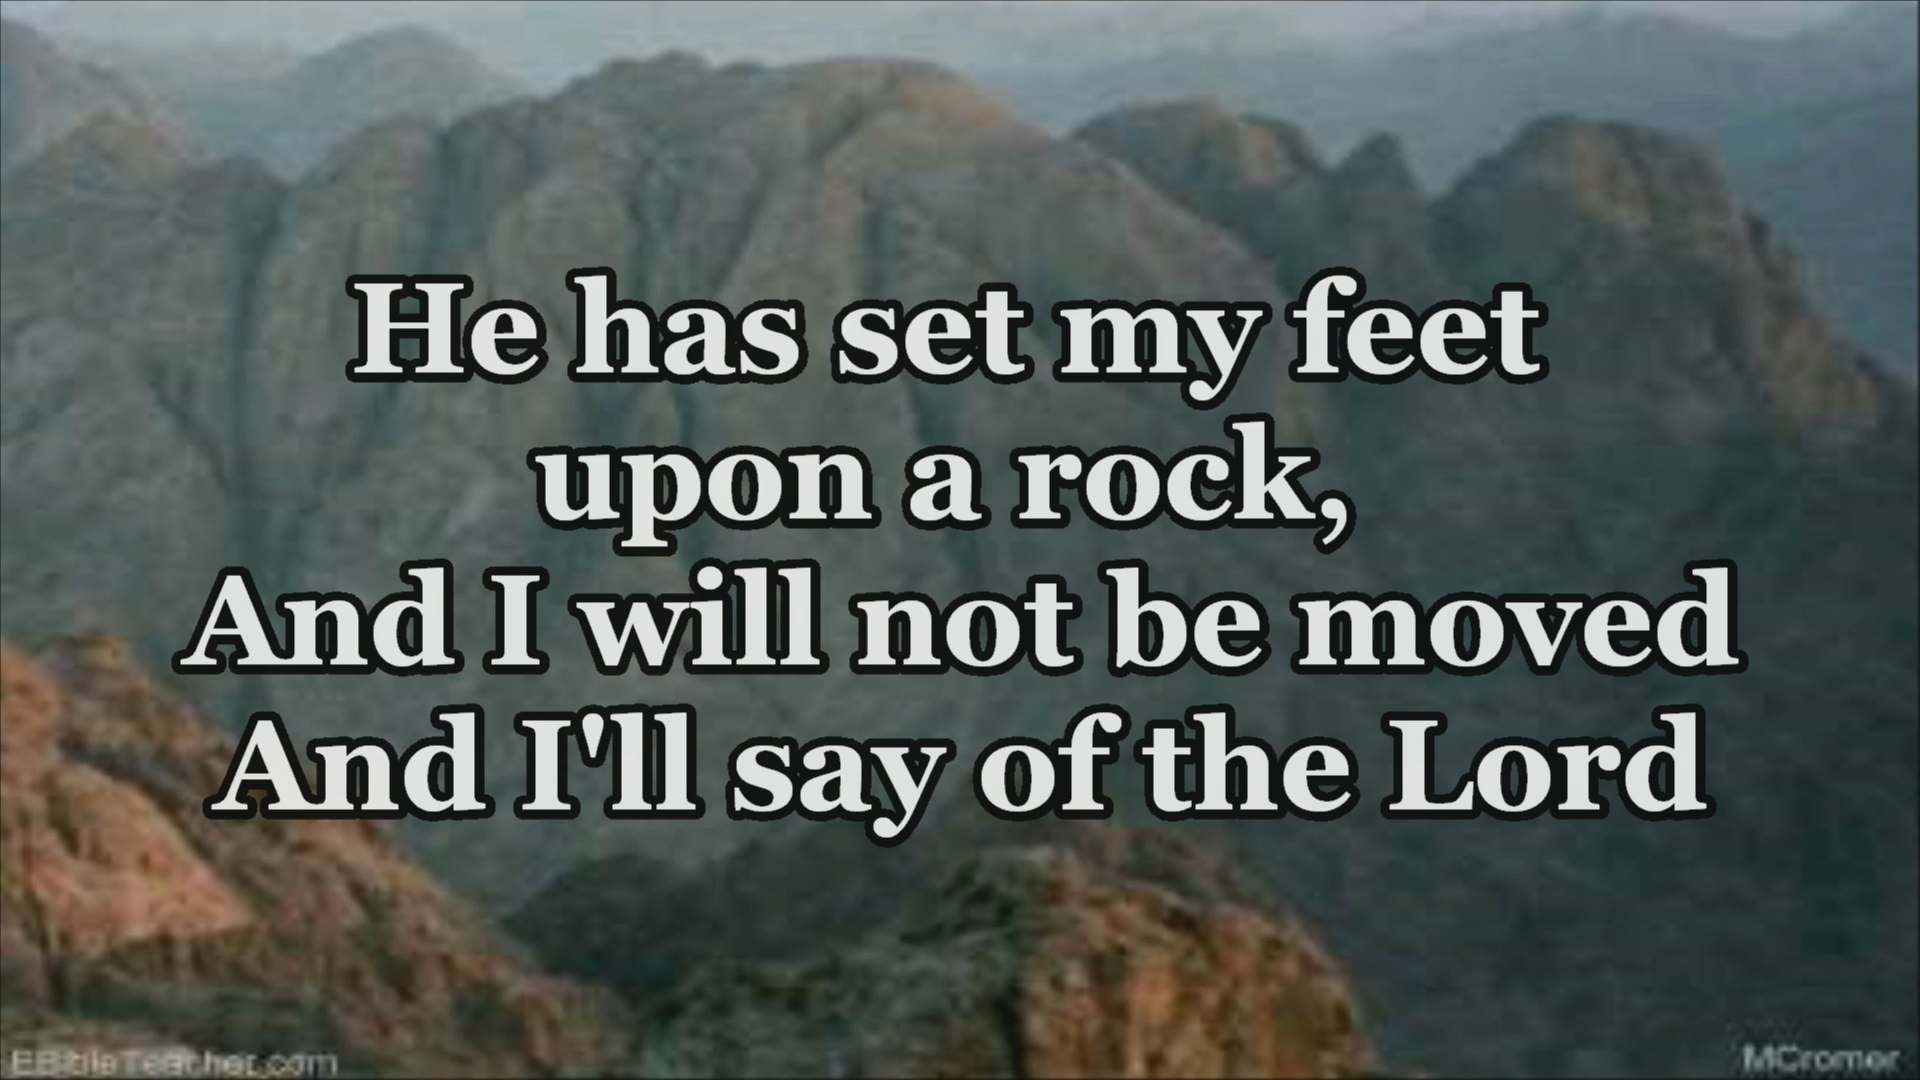 He has set my feet
upon a rock,
And I will not be moved
And I'll say of the Lord
EBibleTeacher.com
MCromer